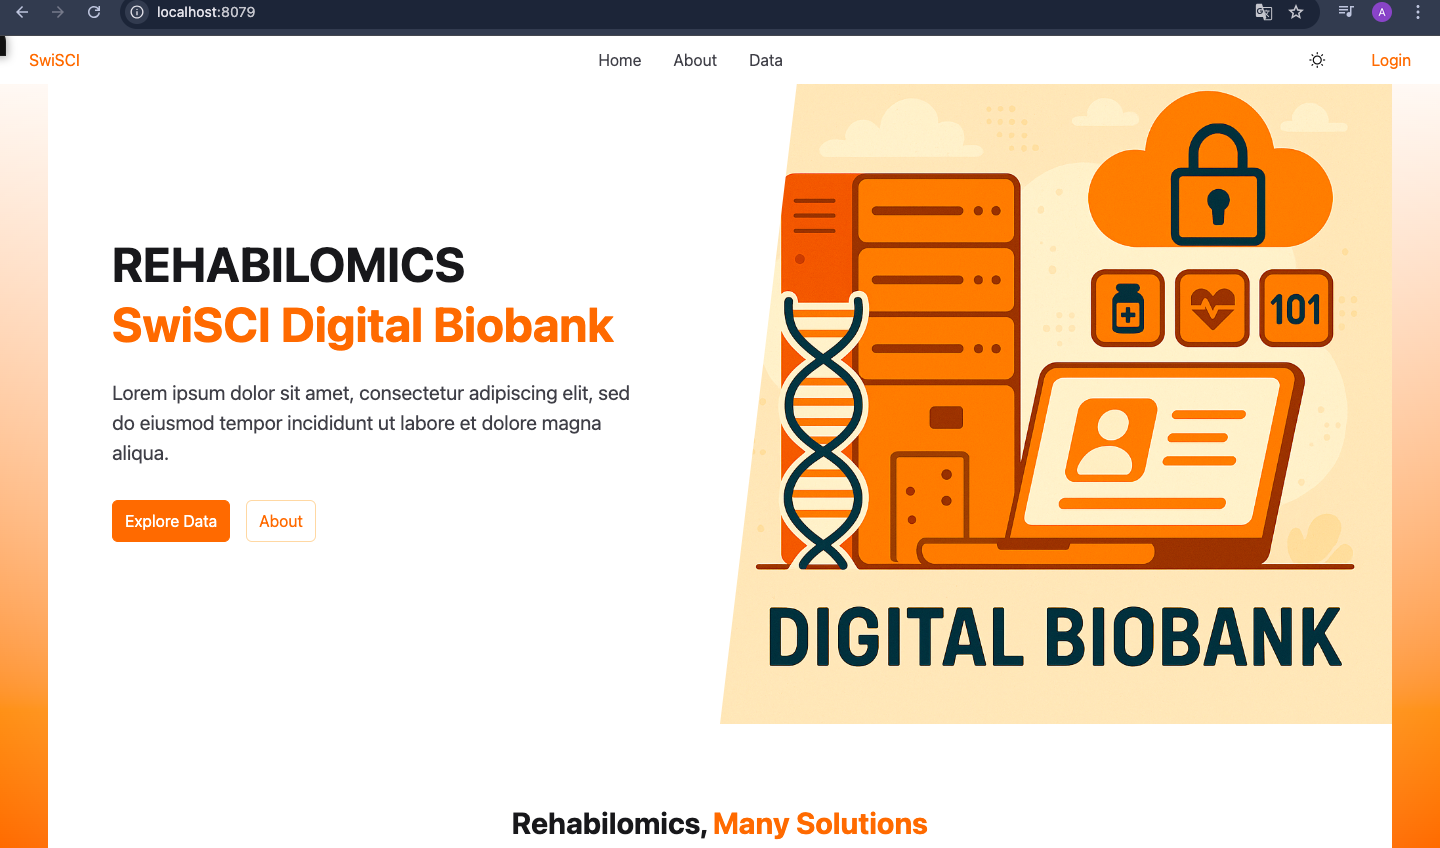 localhost:8079
A
SwiSCI
Home About Data
Login
REHABILOMICS
SwiSCI Digital Biobank
Lorem ipsum dolor sit amet, consectetur adipiscing elit, sed
do eiusmod tempor incididunt ut labore et dolore magna
aliqua.
Explore Data About
101
DIGITAL BIOBANK
Rehabilomics, Many Solutions